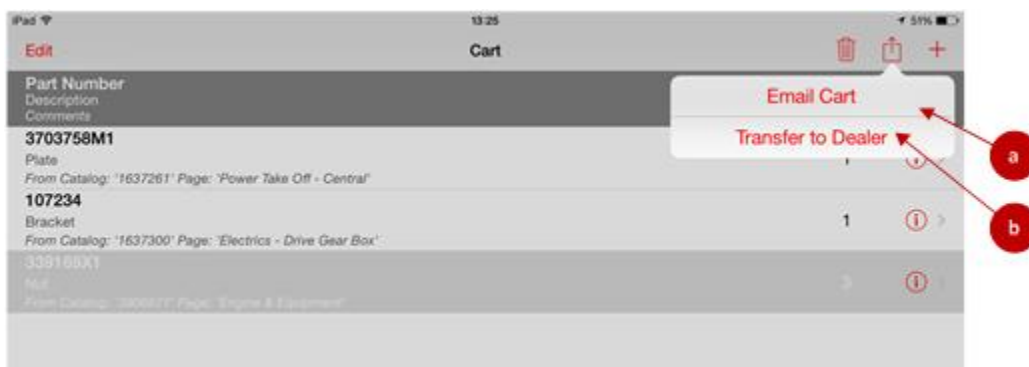 iPad 13:25 51%
Edit Cart
Part Number
Description
Comments
Email Cart
Transfer to Dealer
3703758M1
Plate 1
From Catalog: '1637261' Page: 'Power Take Off - Central'
a
107234
Bracket 1
From Catalog: '1637300' Page: 'Electrics - Drive Gear Box'
b
339168X1
Nut 3
From Catalog: Page: 'Engine & Equipment'